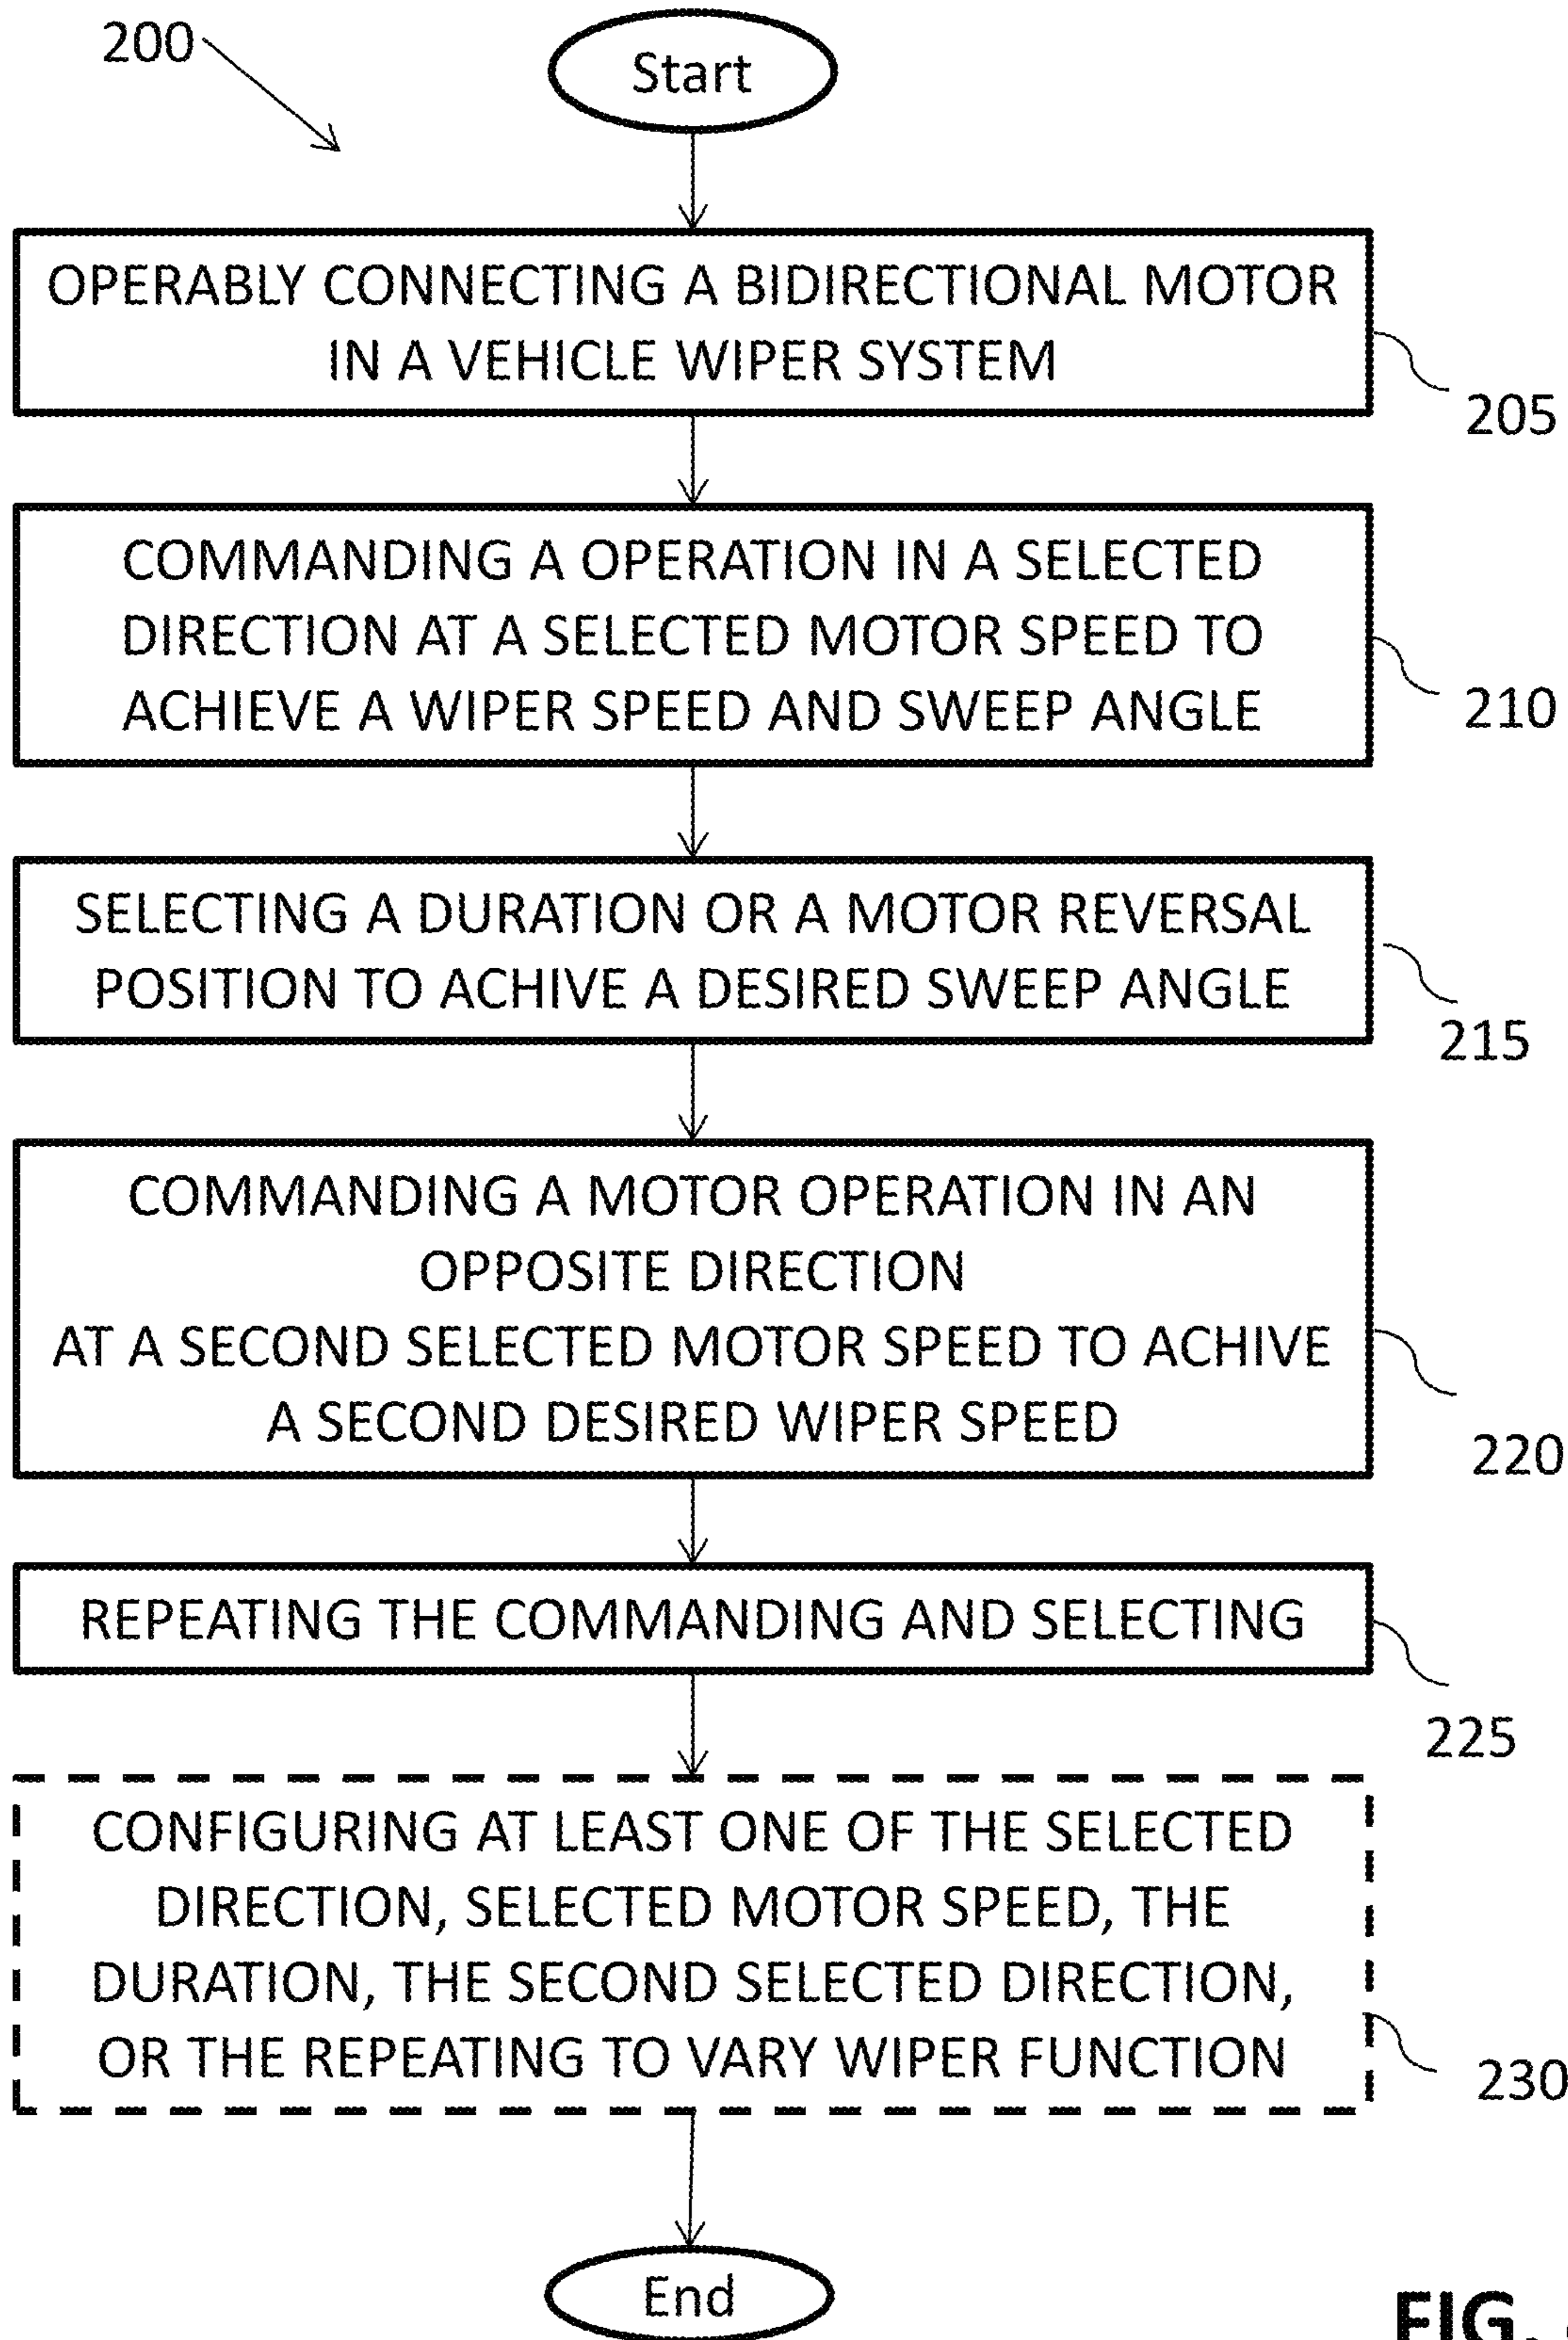 200
Start
OPERABLY CONNECTING A BIDIRECTIONAL MOTOR
IN A VEHICLE WIPER SYSTEM
205
COMMANDING A OPERATION IN A SELECTED
DIRECTION AT A SELECTED MOTOR SPEED TO
ACHIEVE A WIPER SPEED AND SWEEP ANGLE
210
SELECTING A DURATION OR A MOTOR REVERSAL
POSITION TO ACHIVE A DESIRED SWEEP ANGLE
215
COMMANDING A MOTOR OPERATION IN AN
OPPOSITE DIRECTION
AT A SECOND SELECTED MOTOR SPEED TO ACHIVE
A SECOND DESIRED WIPER SPEED
220
REPEATING THE COMMANDING AND SELECTING
225
CONFIGURING AT LEAST ONE OF THE SELECTED
DIRECTION, SELECTED MOTOR SPEED, THE
DURATION, THE SECOND SELECTED DIRECTION,
OR THE REPEATING TO VARY WIPER FUNCTION
230
End
FIG.